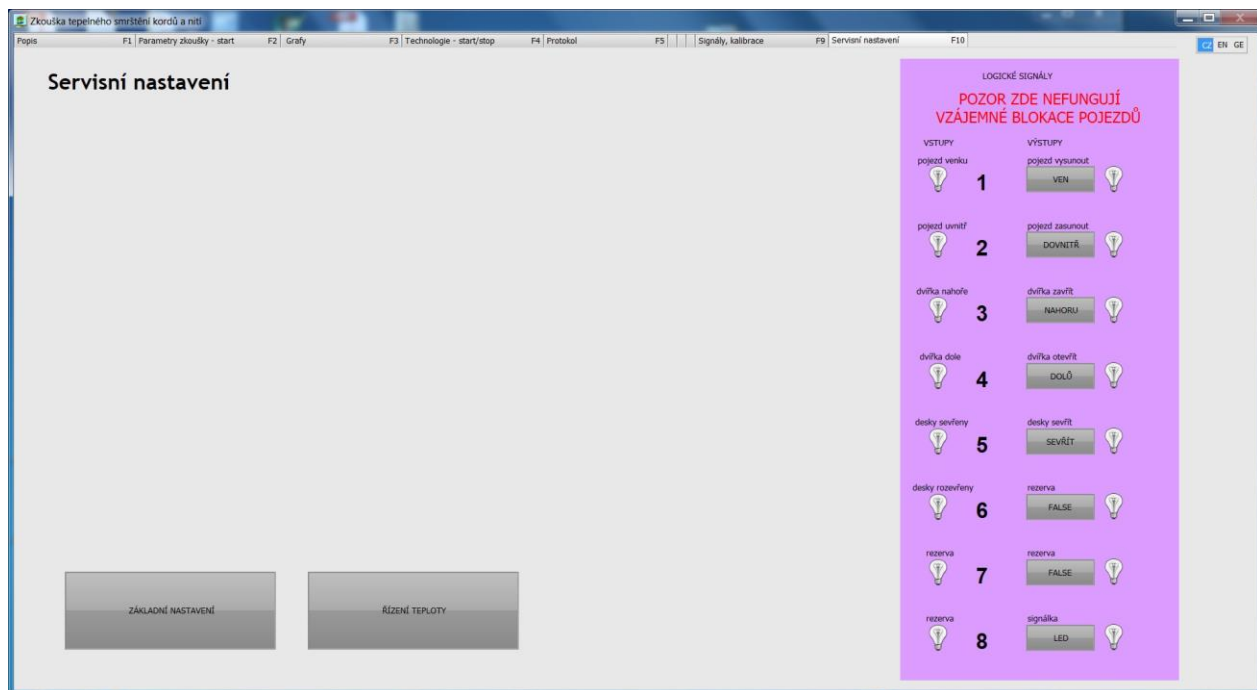 Zkouška tepelného smrštění kordů a nití
Popis F1 Parametry zkoušky - start F2 Grafy F3 Technologie - start/stop F4 Protokol F5 Signály, kalibrace F9 Servisní nastavení F10
CZ EN GE
Servisní nastavení
LOGICKÉ SIGNÁLY
POZOR ZDE NEFUNGUJÍ
VZÁJEMNÉ BLOKACE POJEZDŮ
VSTUPY VÝSTUPY
pojezd venku pojezd vysunout
1 VEN
pojezd uvnitř pojezd zasunout
2 DOVNITŘ
dvířka nahoře dvířka zavřít
3 NAHORU
dvířka dole dvířka otevřít
4 DOLŮ
desky sevřeny desky sevřít
5 SEVŘÍT
desky rozevřeny rezerva
6 FALSE
rezerva rezerva
7 FALSE
rezerva signálka
8 LED
ZÁKLADNÍ NASTAVENÍ ŘÍZENÍ TEPLOTY